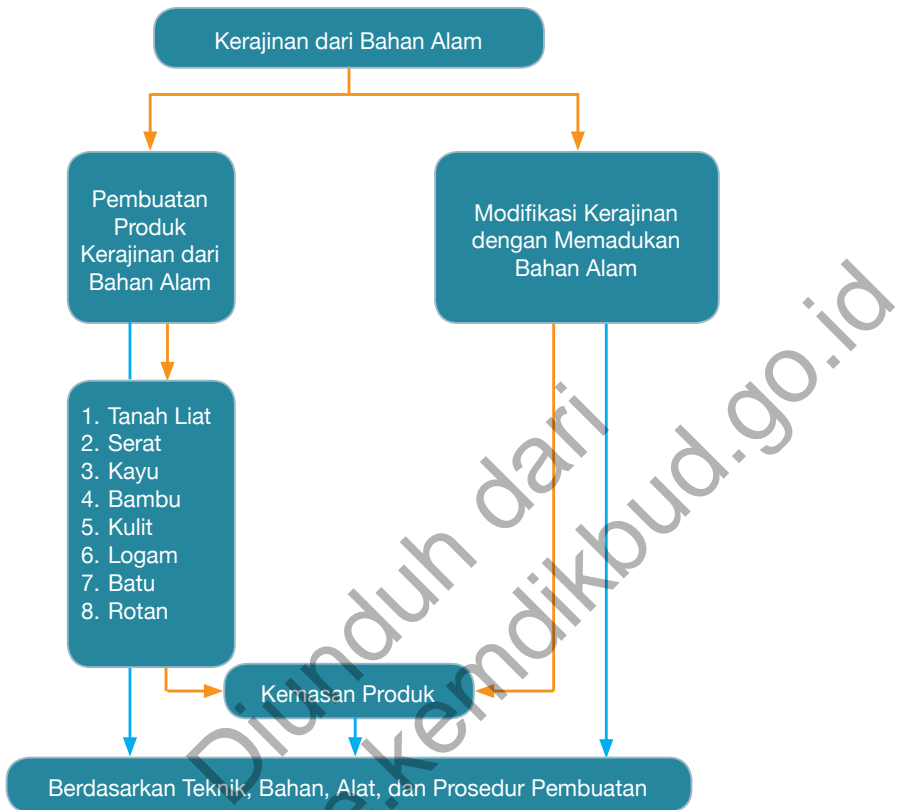 Kerajinan dari Bahan Alam
Pembuatan
Produk
Kerajinan dari
Bahan Alam
Modifikasi Kerajinan
dengan Memadukan
Bahan Alam
1. Tanah Liat
2. Serat
3. Kayu
4. Bambu
5. Kulit
6. Logam
7. Batu
8. Rotan
Kemasan Produk
Berdasarkan Teknik, Bahan, Alat, dan Prosedur Pembuatan
Diunduh dari
e.kemdikbud.go.id